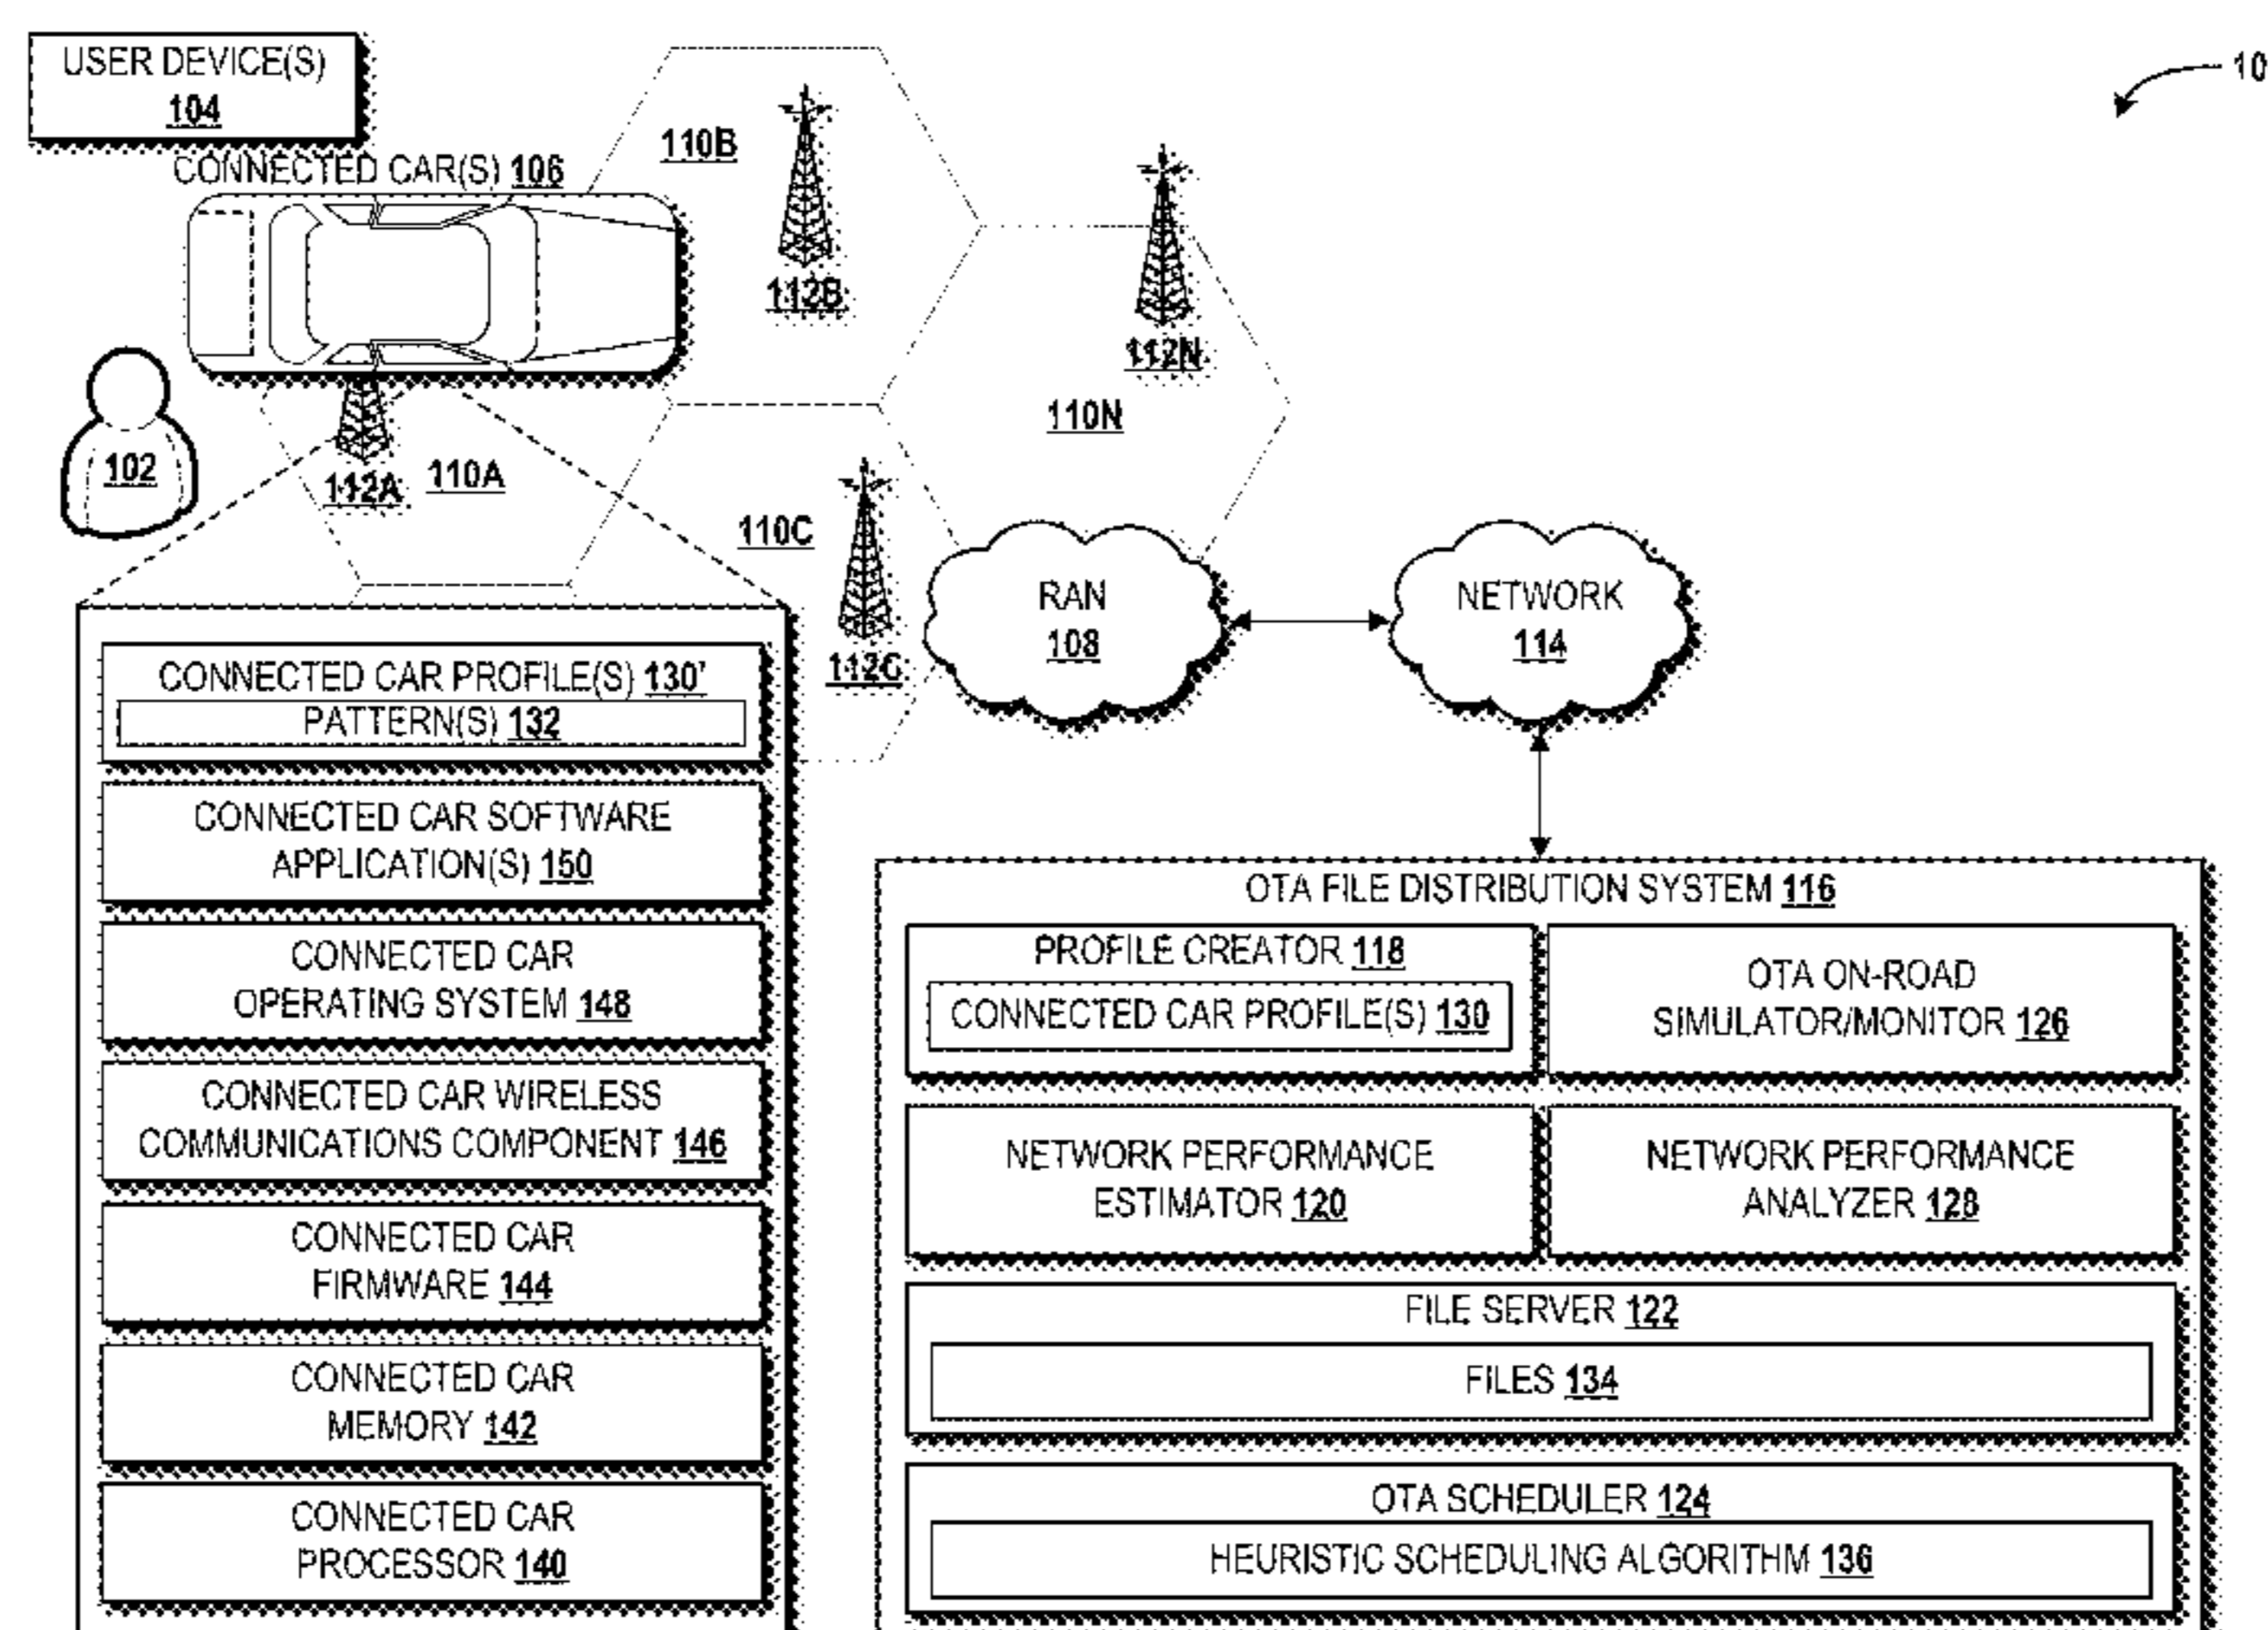 USER DEVICE(S)
104
10
CONNECTED CAR(S) 106
110B
112B
112N
110N
102
112A
110A
110C
112C
RAN
108
NETWORK
114
CONNECTED CAR PROFILE(S) 130'
PATTERN(S) 132
CONNECTED CAR SOFTWARE
APPLICATION(S) 150
CONNECTED CAR
OPERATING SYSTEM 148
CONNECTED CAR WIRELESS
COMMUNICATIONS COMPONENT 146
CONNECTED CAR
FIRMWARE 144
CONNECTED CAR
MEMORY 142
CONNECTED CAR
PROCESSOR 140
OTA FILE DISTRIBUTION SYSTEM 116
PROFILE CREATOR 118
CONNECTED CAR PROFILE(S) 130
OTA ON-ROAD
SIMULATOR/MONITOR 126
NETWORK PERFORMANCE
ESTIMATOR 120
NETWORK PERFORMANCE
ANALYZER 128
FILE SERVER 122
FILES 134
OTA SCHEDULER 124
HEURISTIC SCHEDULING ALGORITHM 136